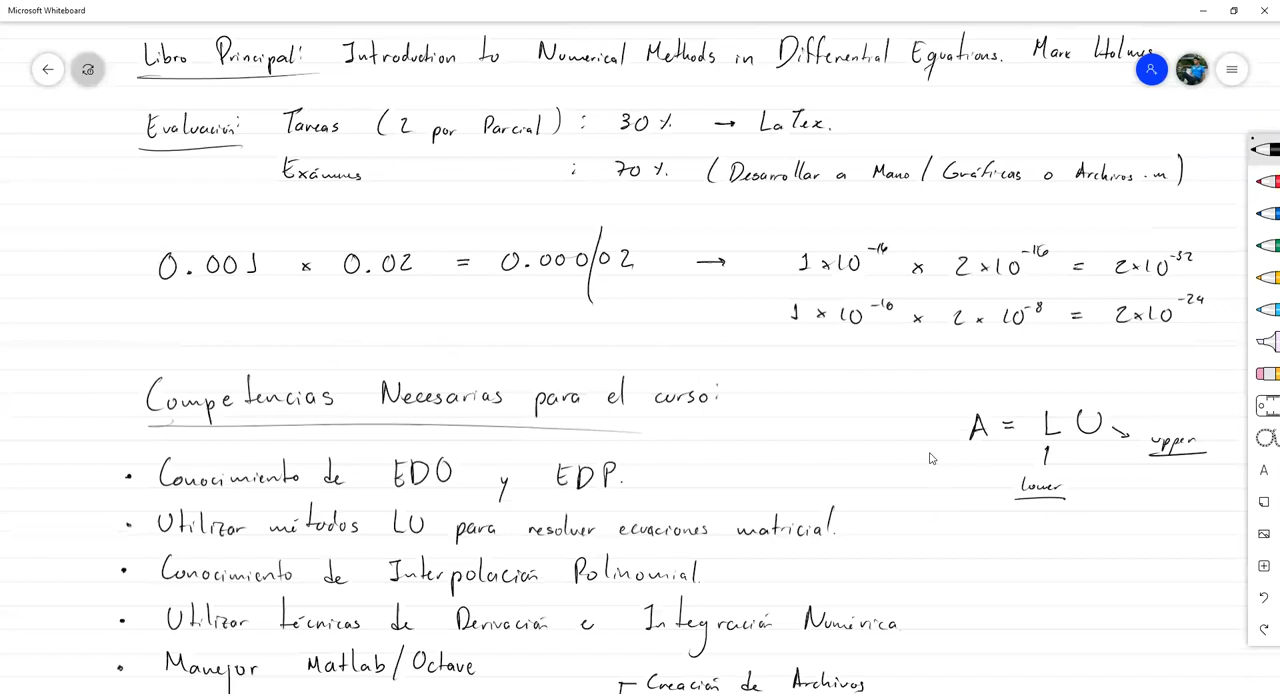 Microsoft Whiteboard
Libro Principal: Introduction to Numerical Methods in Differential Equations. Mark Holmes
Evaluación: Tareas (2 por Parcial) : 30% → LaTex.
Exámenes : 70%. (Desarrollar a Mano / Gráficas o Archivos .m)
0.001 × 0.02 = 0.000/02 → 1×10^-16 × 2×10^-16 = 2×10^-32
1 × 10^-16 × 2 × 10^-8 = 2×10^-24
Competencias Necesarias para el curso:
A = L U → upper
lower
• Conocimiento de EDO y EDP.
• Utilizar métodos LU para resolver ecuaciones matricial.
• Conocimiento de Interpolación Polinomial.
• Utilizar técnicas de Derivación e Integración Numérica
• Manejar Matlab/Octave
Creación de Archivos
A